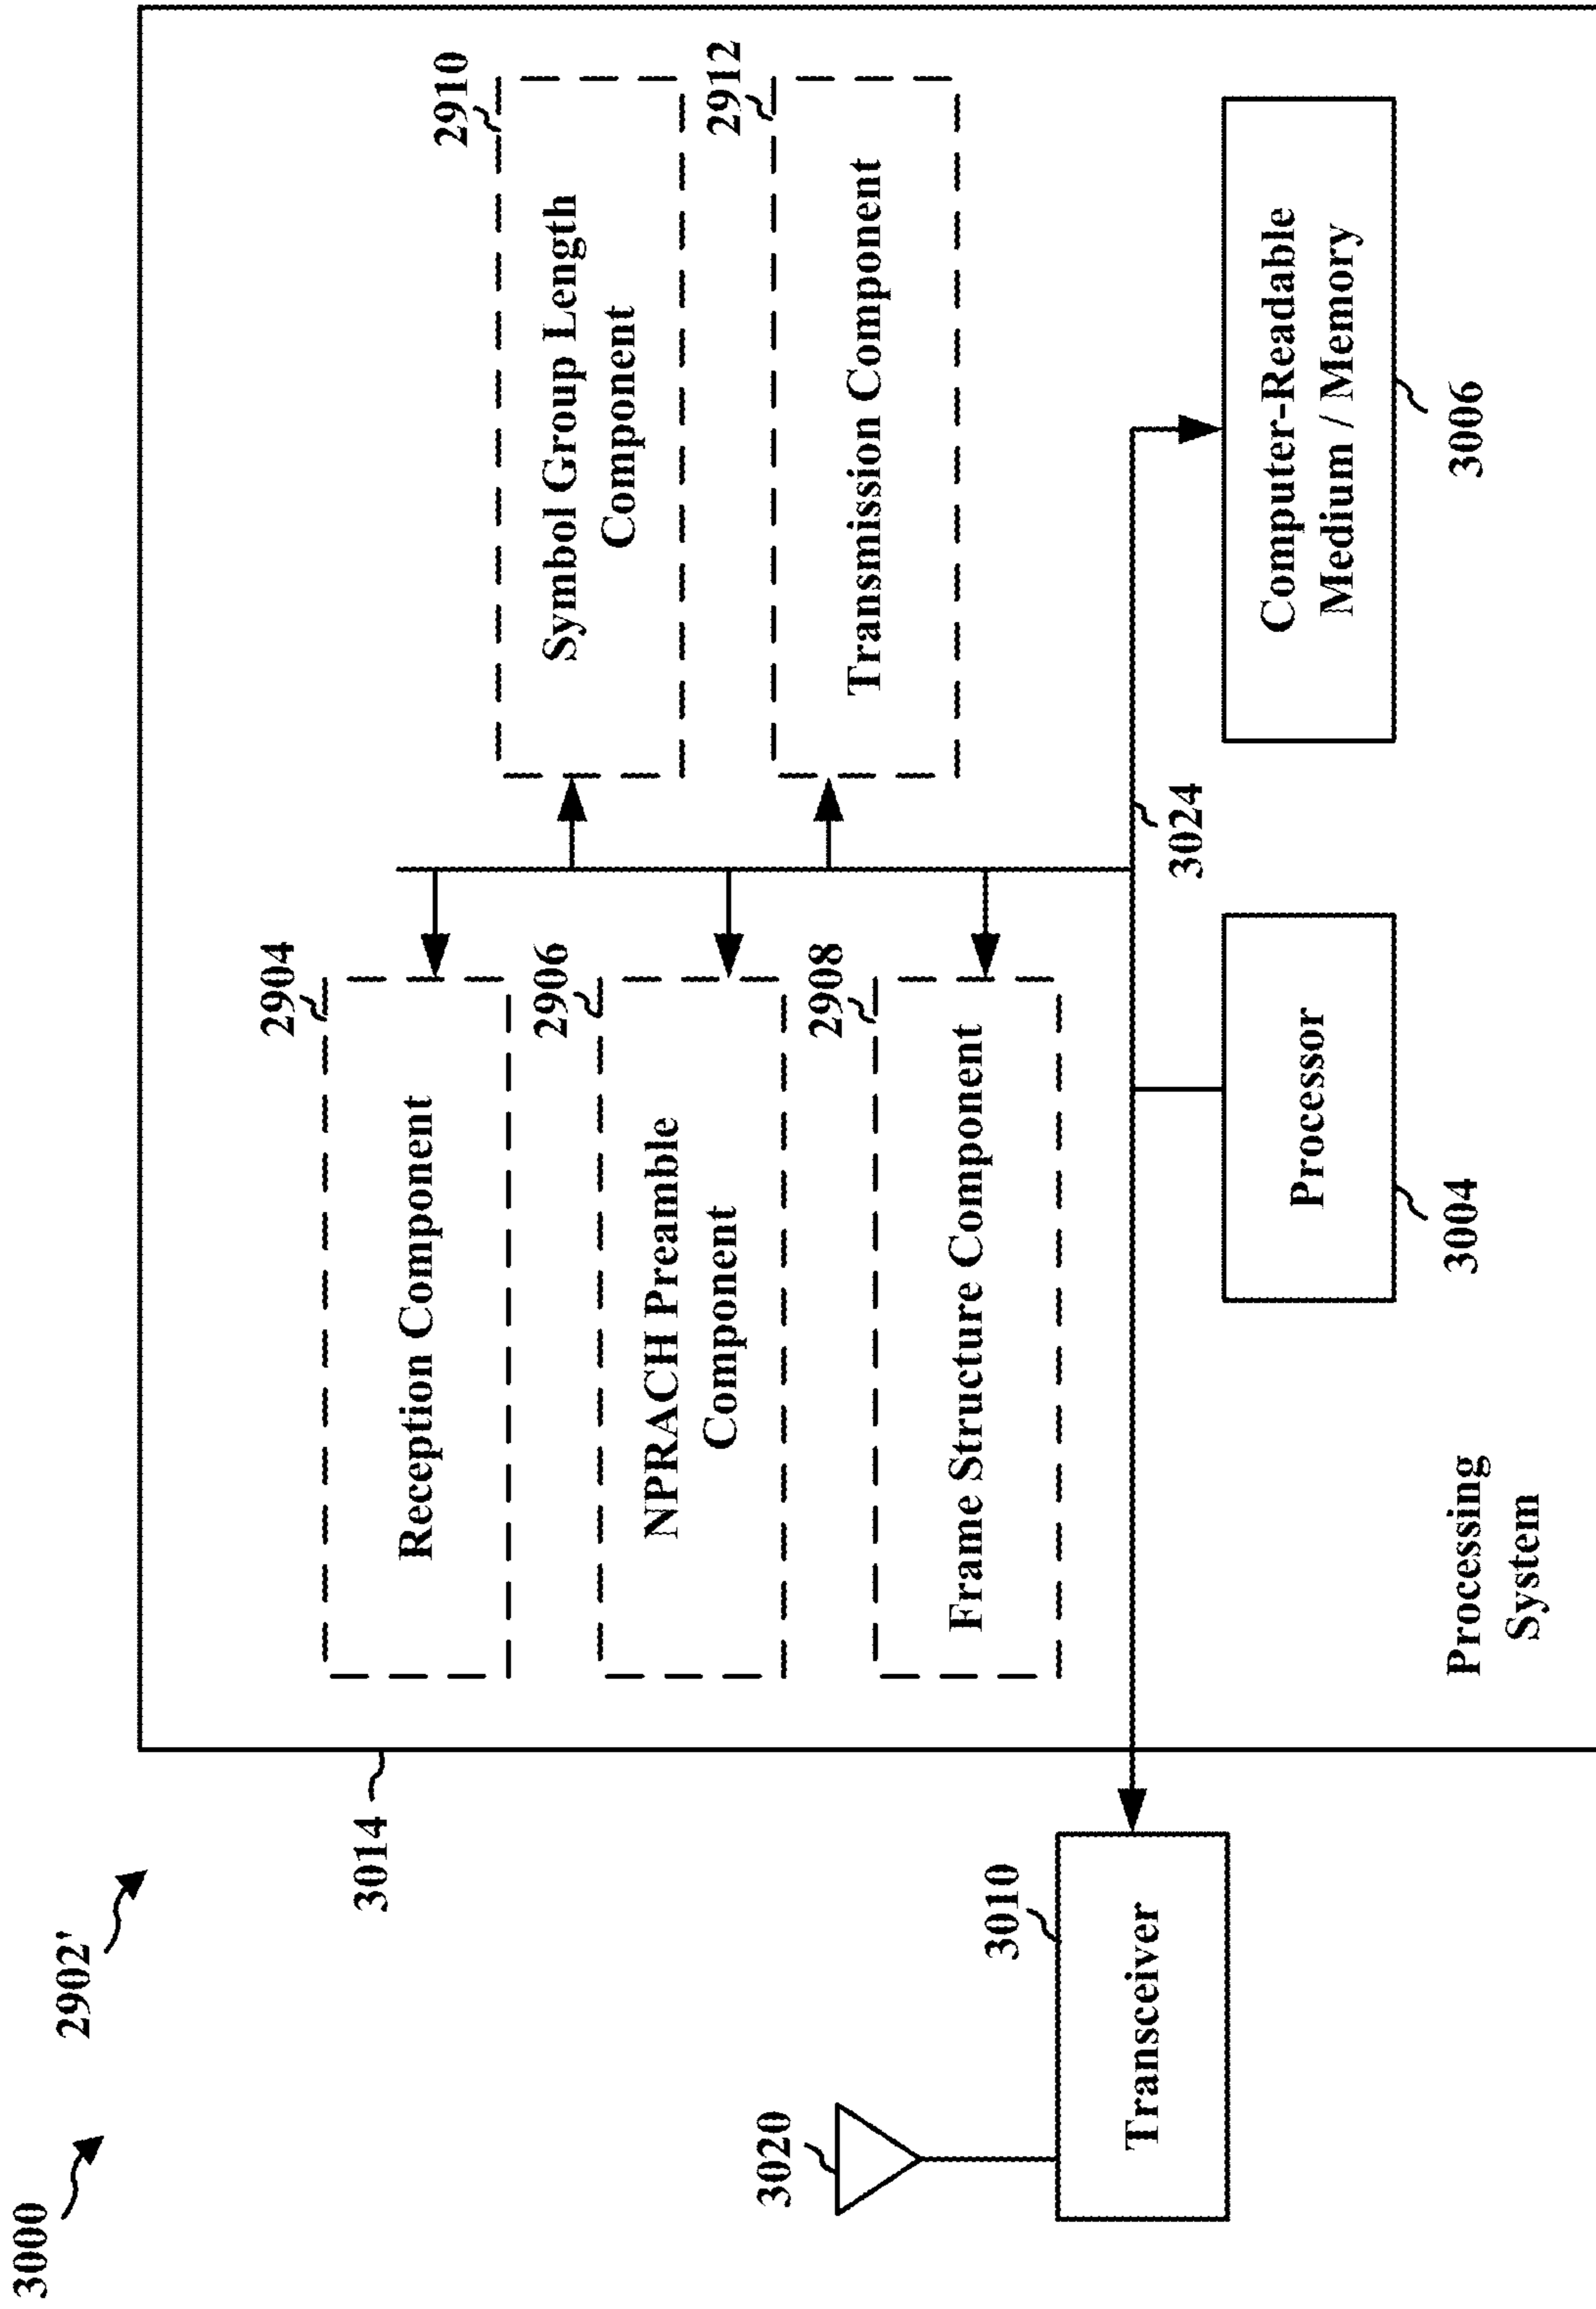 3000
2902'
3014
2904
Reception Component
2910
Symbol Group Length
Component
2906
NPRACH Preamble
Component
2912
Transmission Component
2908
Frame Structure Component
3020
3010
Transceiver
3024
Processor
3004
Computer-Readable
Medium / Memory
3006
Processing
System